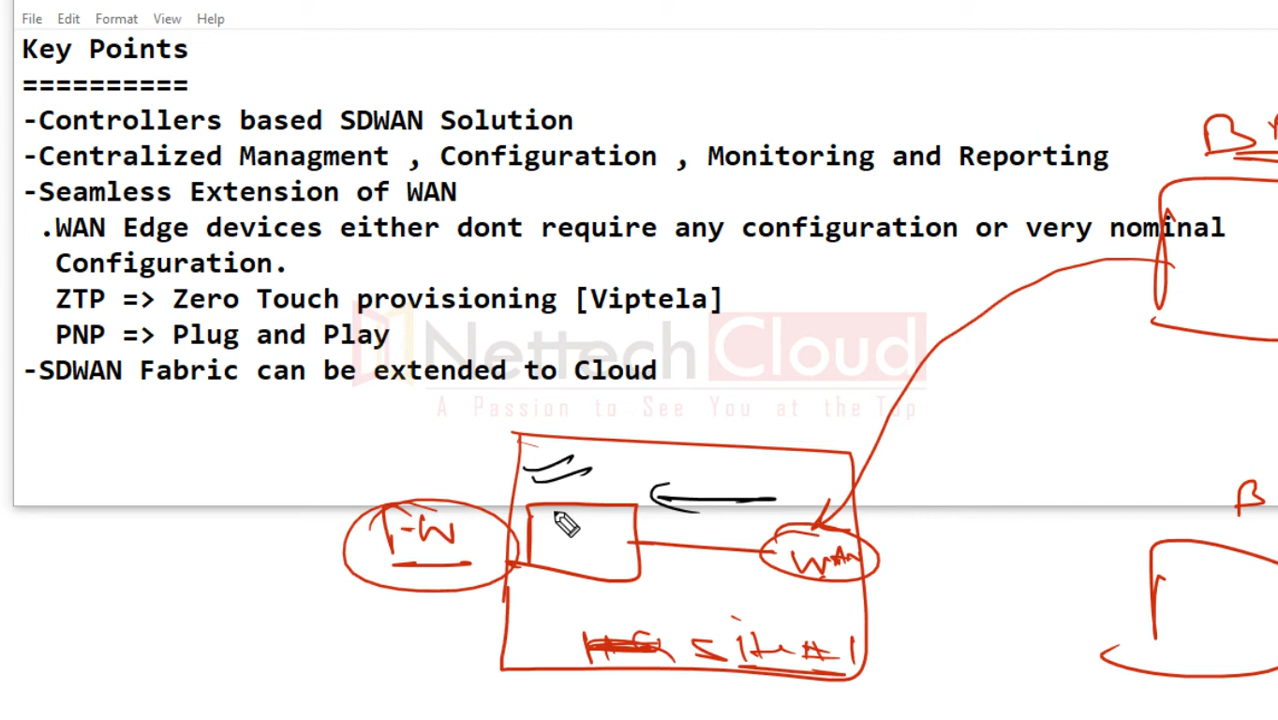 File Edit Format View Help
Key Points
==========
-Controllers based SDWAN Solution
-Centralized Managment , Configuration , Monitoring and Reporting
-Seamless Extension of WAN
.WAN Edge devices either dont require any configuration or very nominal
Configuration.
ZTP => Zero Touch provisioning [Viptela]
PNP => Plug and Play
-SDWAN Fabric can be extended to Cloud
Nettech Cloud
A Passion to See You at the Top
WAN
Site #1
B